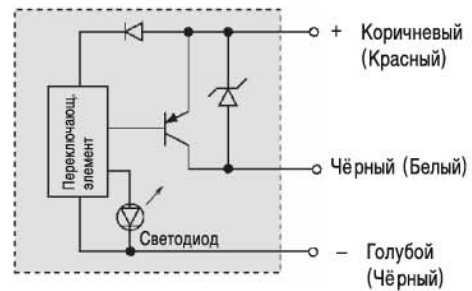 + Коричневый
(Красный)
Переключающ.
элемент
Чёрный (Белый)
Светодиод
– Голубой
(Чёрный)